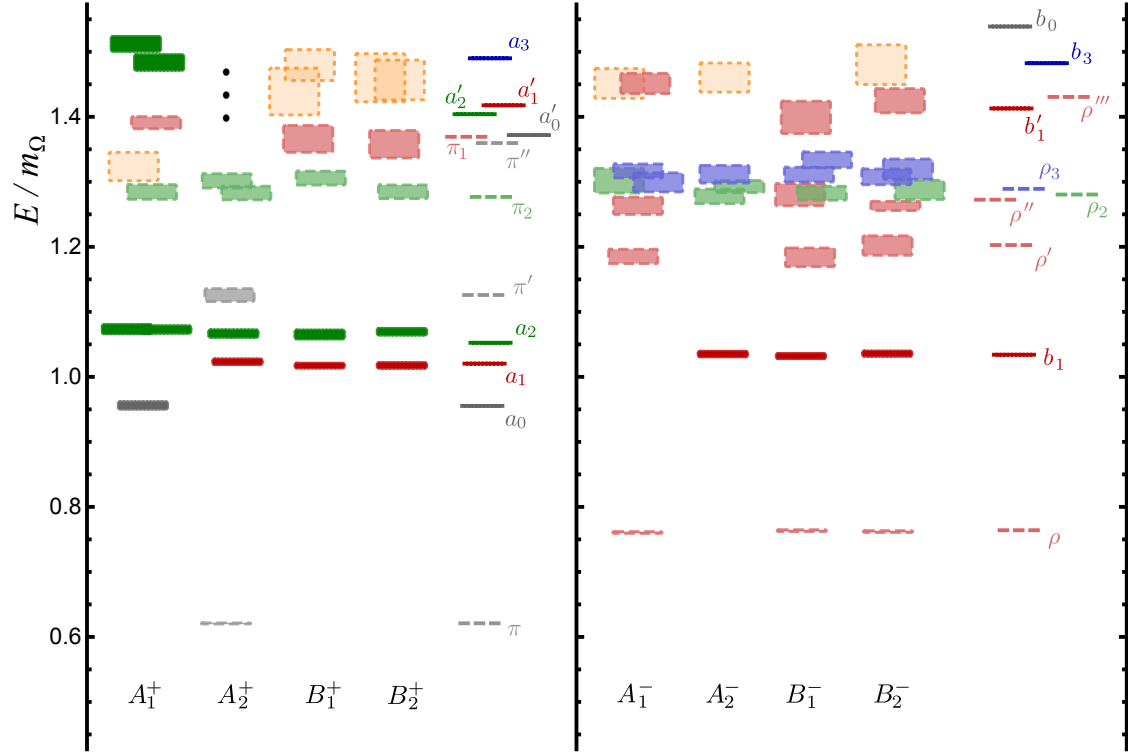 E / m_Ω
1.4
1.2
1.0
0.8
0.6
a_3
a′_2
a′_1
a′_0
π_1
π″
π_2
π′
a_2
a_1
a_0
π
A_1^+
A_2^+
B_1^+
B_2^+
b_0
b_3
ρ‴
b′_1
ρ_3
ρ″
ρ_2
ρ′
b_1
ρ
A_1^−
A_2^−
B_1^−
B_2^−